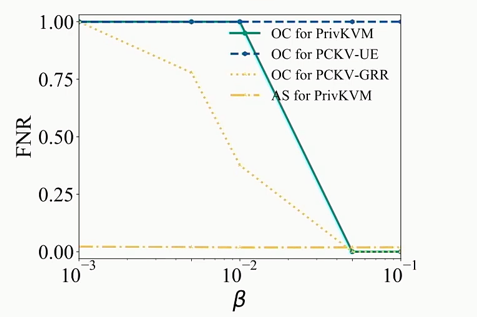 1.00
0.75
0.50
0.25
0.00
FNR
OC for PrivKVM
OC for PCKV-UE
OC for PCKV-GRR
AS for PrivKVM
10⁻³
10⁻²
10⁻¹
β